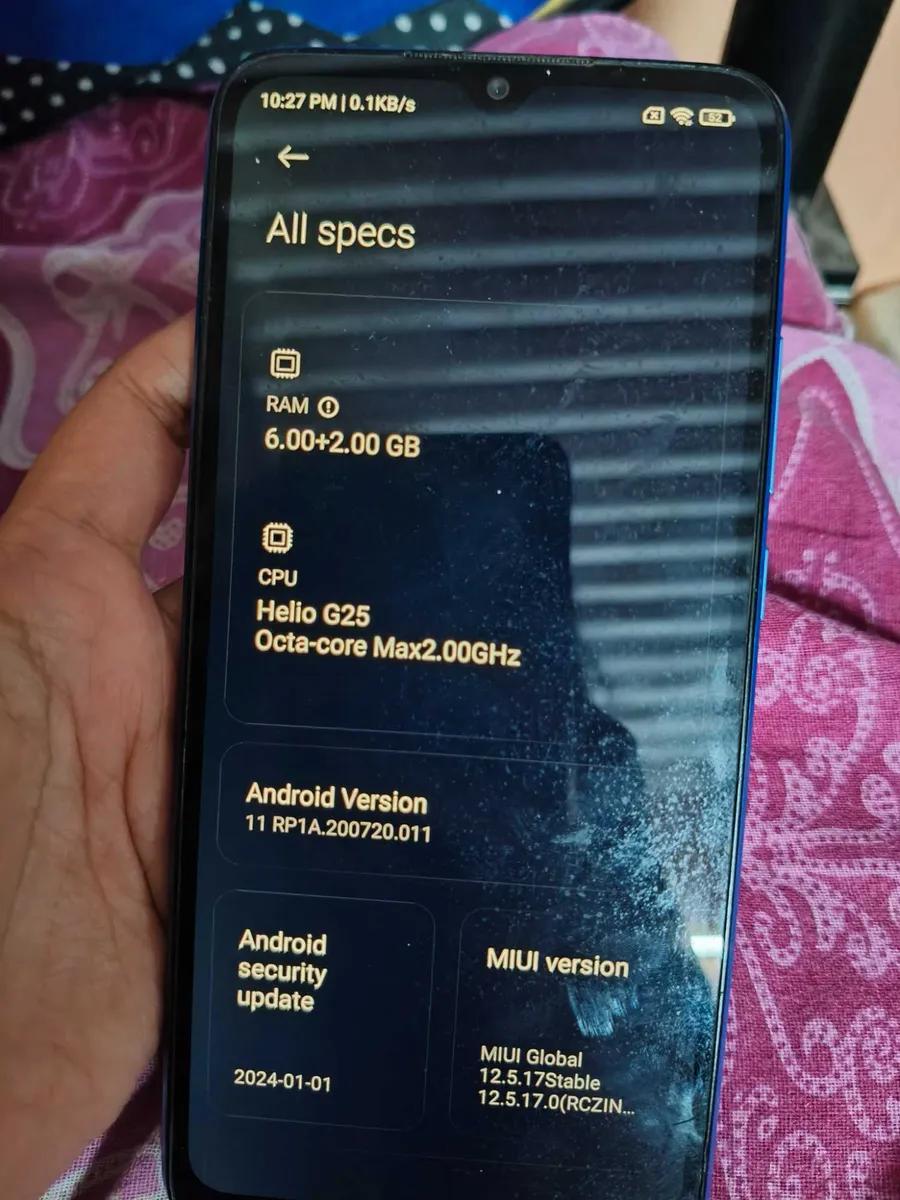 10:27 PM | 0.1KB/s
52
All specs
RAM
6.00+2.00 GB
CPU
Helio G25
Octa-core Max2.00GHz
Android Version
11 RP1A.200720.011
Android
security
update
2024-01-01
MIUI version
MIUI Global
12.5.17Stable
12.5.17.0(RCZIN...